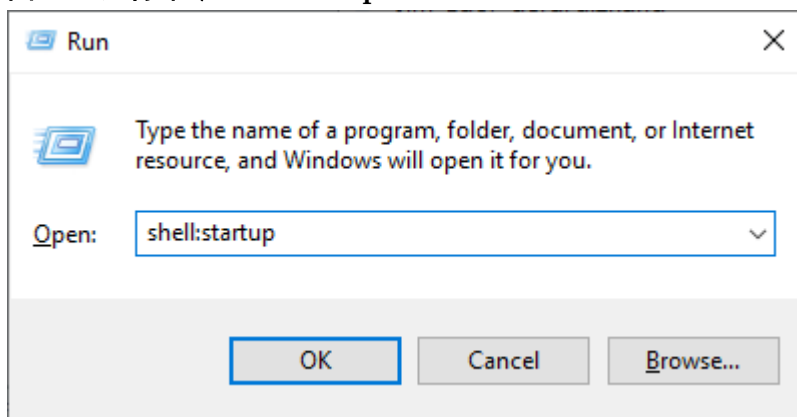 Run
Type the name of a program, folder, document, or Internet
resource, and Windows will open it for you.
Open: shell:startup
OK Cancel Browse...